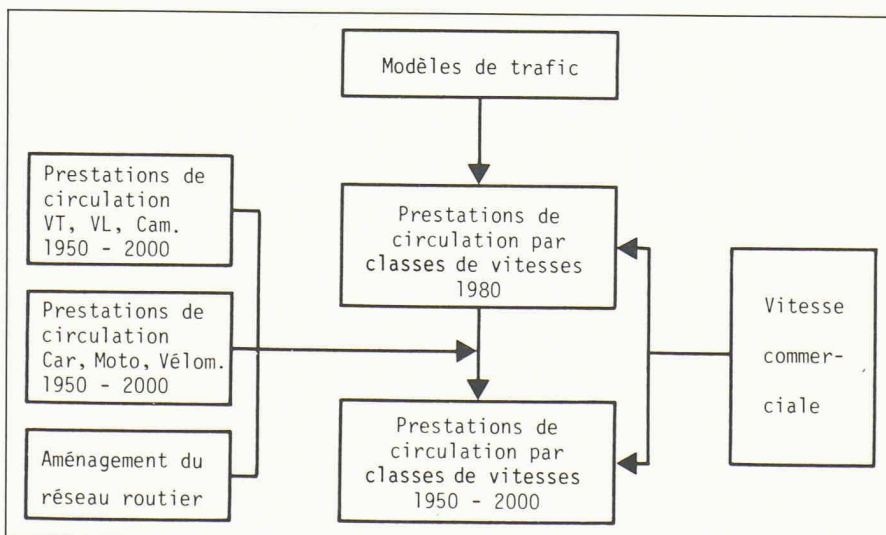 Modèles de trafic
Prestations de
circulation
VT, VL, Cam.
1950 - 2000
Prestations de
circulation
Car, Moto, Vélom.
1950 - 2000
Aménagement du
réseau routier
Prestations de
circulation par
classes de vitesses
1980
Prestations de
circulation par
classes de vitesses
1950 - 2000
Vitesse
commer-
ciale